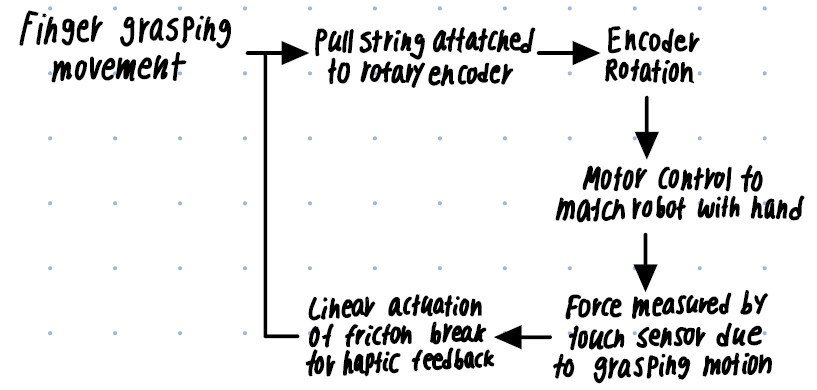 Finger grasping
movement
Pull string attatched
to rotary encoder
Encoder
Rotation
Motor control to
match robot with hand
Force measured by
touch sensor due
to grasping motion
Linear actuation
of fricton break
for haptic feedback